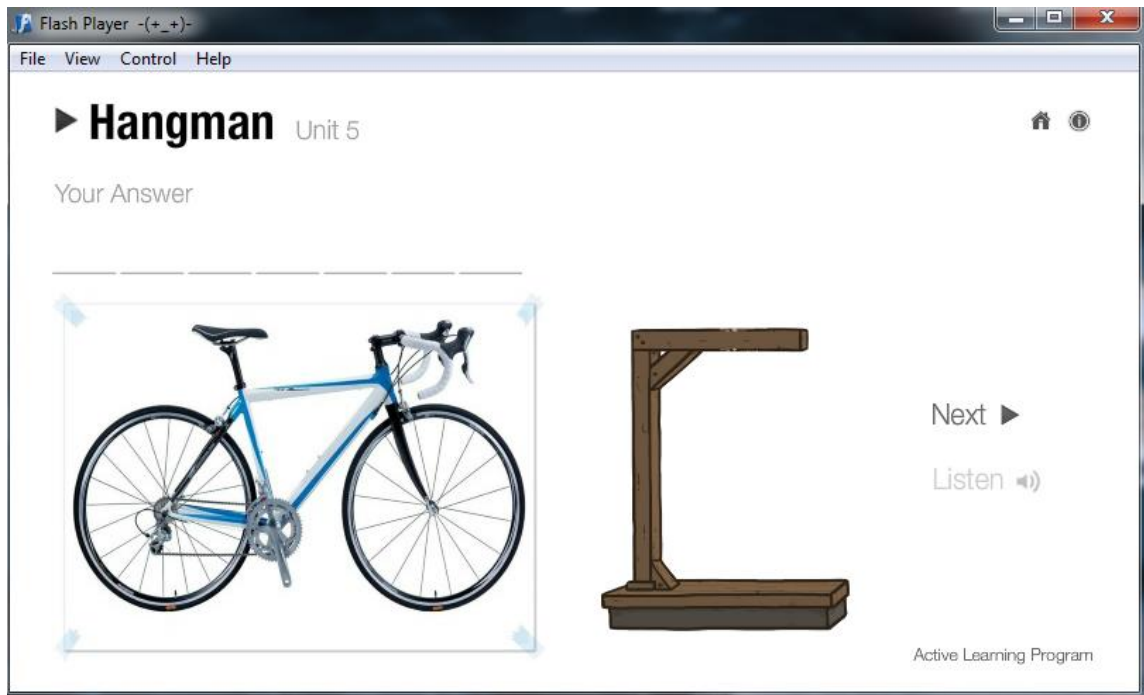 Flash Player -(+_+)-
File View Control Help
Hangman Unit 5
Your Answer
Next
Listen
Active Learning Program